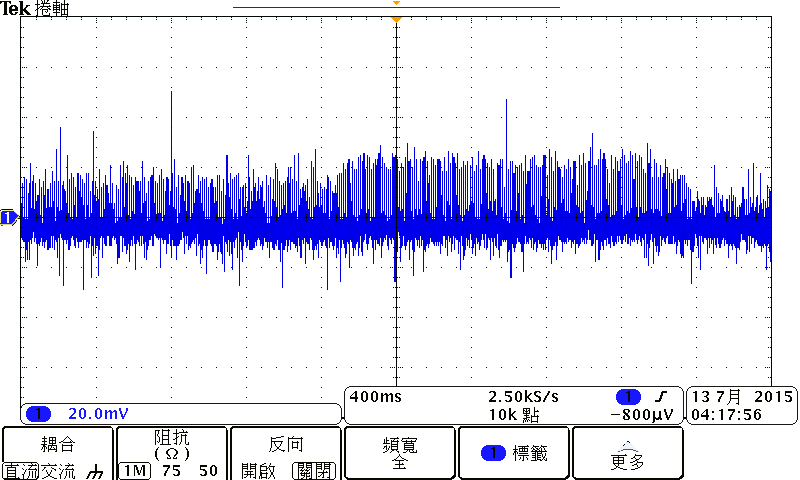 Tek 捲軸
1
400ms 2.50kS/s 1 13 7月 2015
1 20.0mV 10k 點 −800μV 04:17:56
耦合 阻抗 反向 頻寬 1 標籤
(Ω) 全 更多
直流 交流 1M 75 50 開啟 關閉